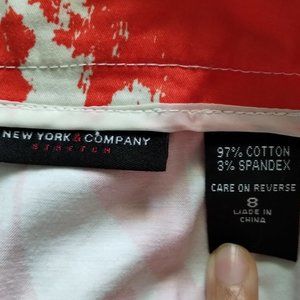 NEW YORK & COMPANY
STRETCH
97% COTTON
3% SPANDEX
CARE ON REVERSE
8
MADE IN
CHINA